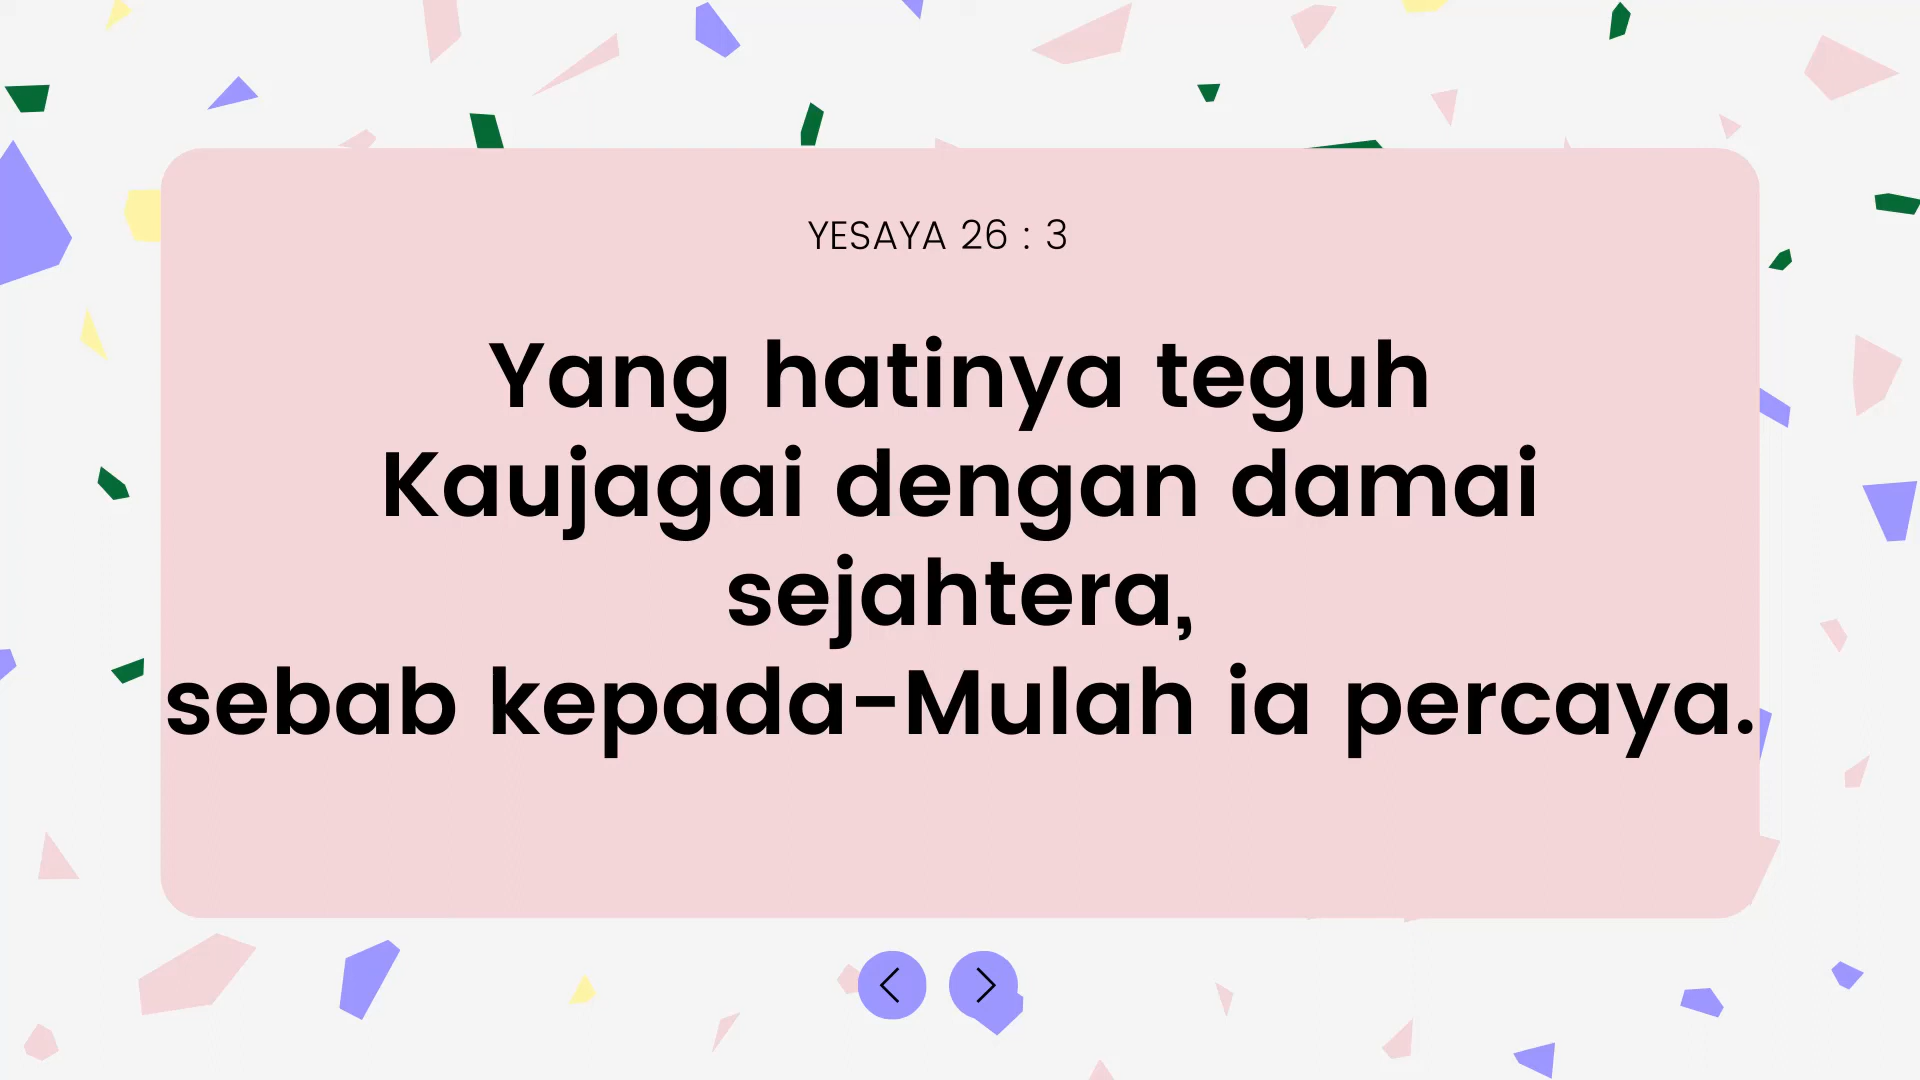 YESAYA 26 : 3
Yang hatinya teguh
Kaujagai dengan damai
sejahtera,
sebab kepada-Mulah ia percaya.